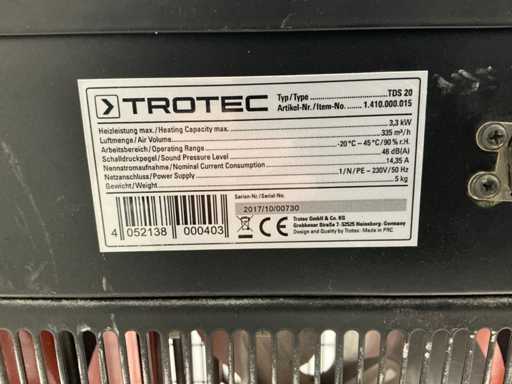 TROTEC
Typ/Type ........ TDS 20
Artikel-Nr./Item-No. ...... 1.410.000.015
Heizleistung max./Heating Capacity max. 3,3 kW
Luftmenge/Air Volume 335 m³/h
Arbeitsbereich/Operating Range -20°C – 45°C/90% r.H.
Schalldruckpegel/Sound Pressure Level 46 dB(A)
Nennstromaufnahme/Nominal Current Consumption 14,35 A
Netzanschluss/Power Supply 1/N/PE ~ 230V/50 Hz
Gewicht/Weight 5 kg
Serien-Nr./Serial-No.
2017/10/00730
Trotec GmbH & Co. KG
Grebbener Straße 7 · 52525 Heinsberg · Germany
Design and Quality by Trotec · Made in PRC
4 052138 000403